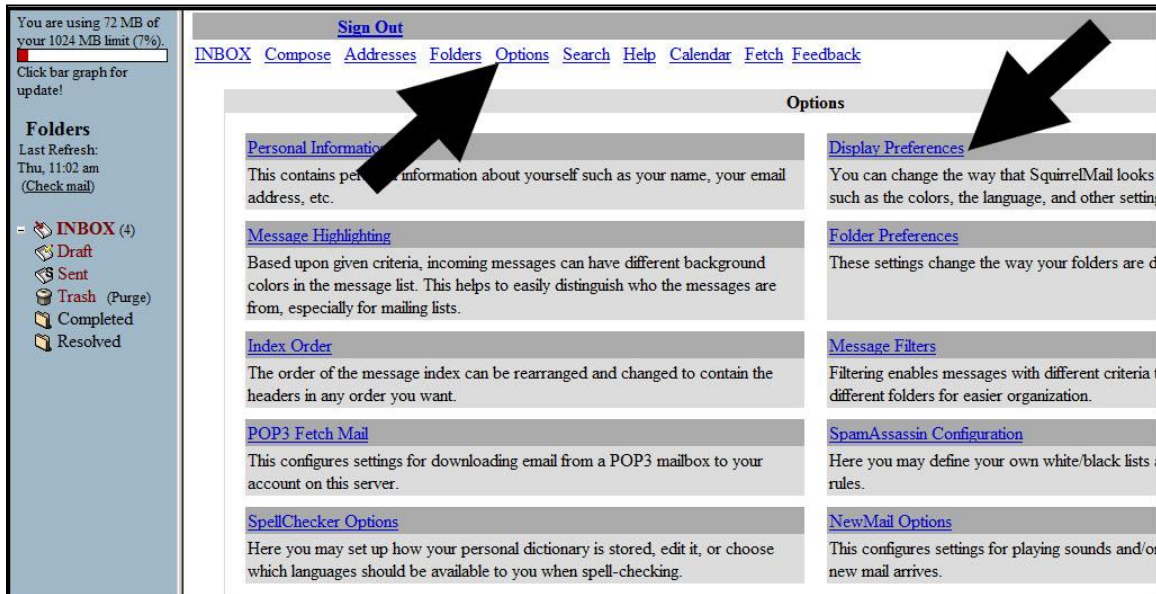 You are using 72 MB of
your 1024 MB limit (7%).
Click bar graph for
update!
Folders
Last Refresh:
Thu, 11:02 am
(Check mail)
- INBOX (4)
Draft
Sent
Trash (Purge)
Completed
Resolved
Sign Out
INBOX Compose Addresses Folders Options Search Help Calendar Fetch Feedback
Options
Personal Information
This contains information about yourself such as your name, your email
address, etc.
Message Highlighting
Based upon given criteria, incoming messages can have different background
colors in the message list. This helps to easily distinguish who the messages are
from, especially for mailing lists.
Index Order
The order of the message index can be rearranged and changed to contain the
headers in any order you want.
POP3 Fetch Mail
This configures settings for downloading email from a POP3 mailbox to your
account on this server.
SpellChecker Options
Here you may set up how your personal dictionary is stored, edit it, or choose
which languages should be available to you when spell-checking.
Display Preferences
You can change the way that SquirrelMail looks
such as the colors, the language, and other
Folder Preferences
These settings change the way your folders are
Message Filters
Filtering enables messages with different criteria
different folders for easier organization.
SpamAssassin Configuration
Here you may define your own white/black lists
rules.
NewMail Options
This configures settings for playing sounds and/or
new mail arrives.